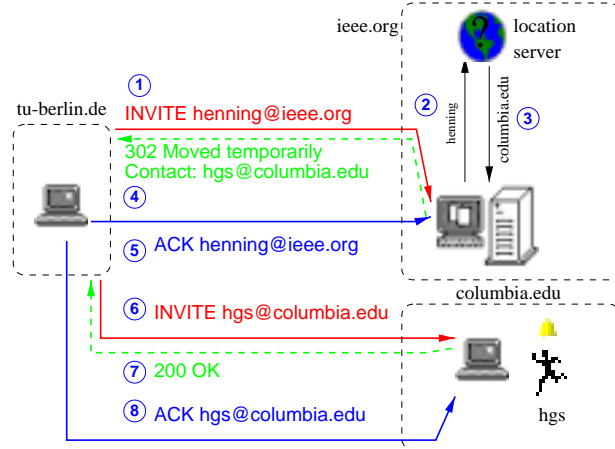 ieee.org
location
server
?
1
tu-berlin.de
INVITE henning@ieee.org
2
henning
columbia.edu
3
302 Moved temporarily
Contact: hgs@columbia.edu
4
5
ACK henning@ieee.org
columbia.edu
6
INVITE hgs@columbia.edu
7
200 OK
8
ACK hgs@columbia.edu
hgs